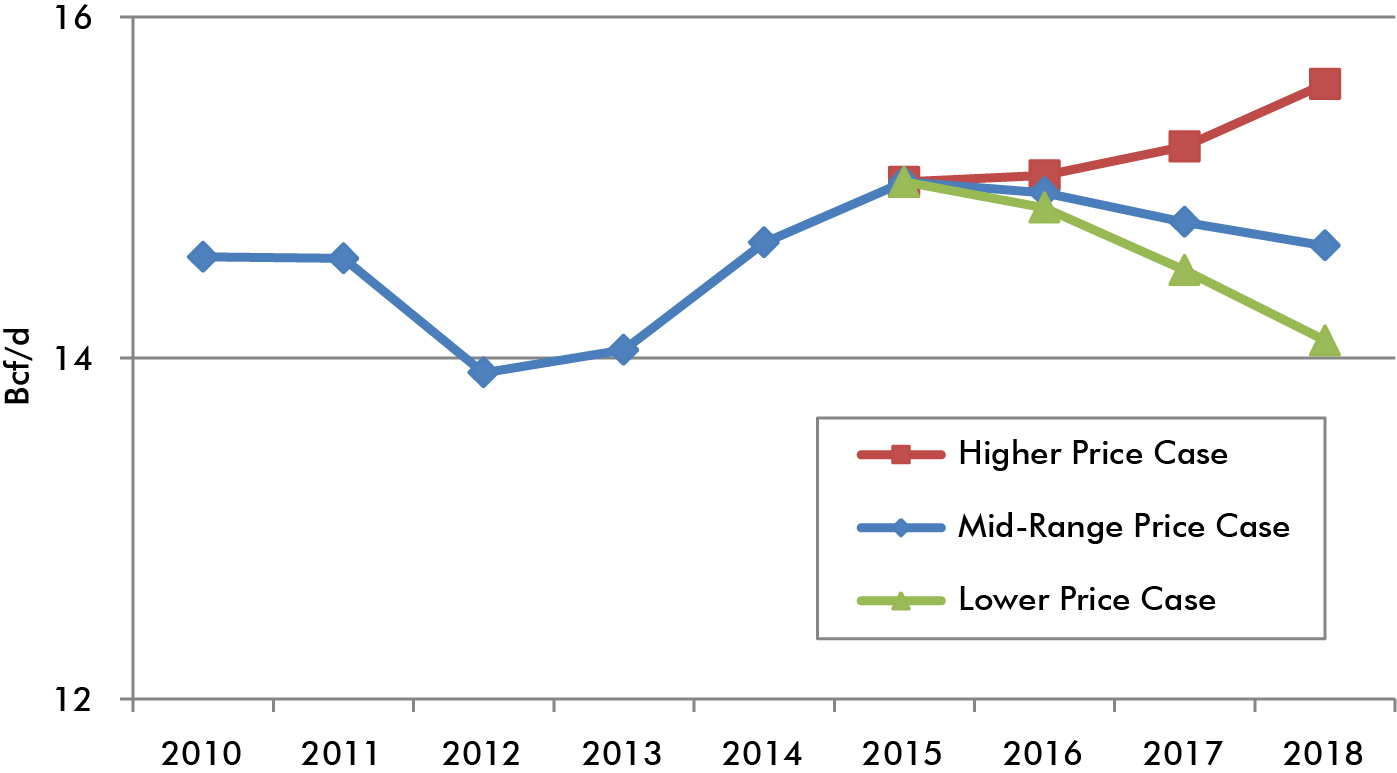 16
14
12
Bcf/d
Higher Price Case
Mid-Range Price Case
Lower Price Case
2010 2011 2012 2013 2014 2015 2016 2017 2018